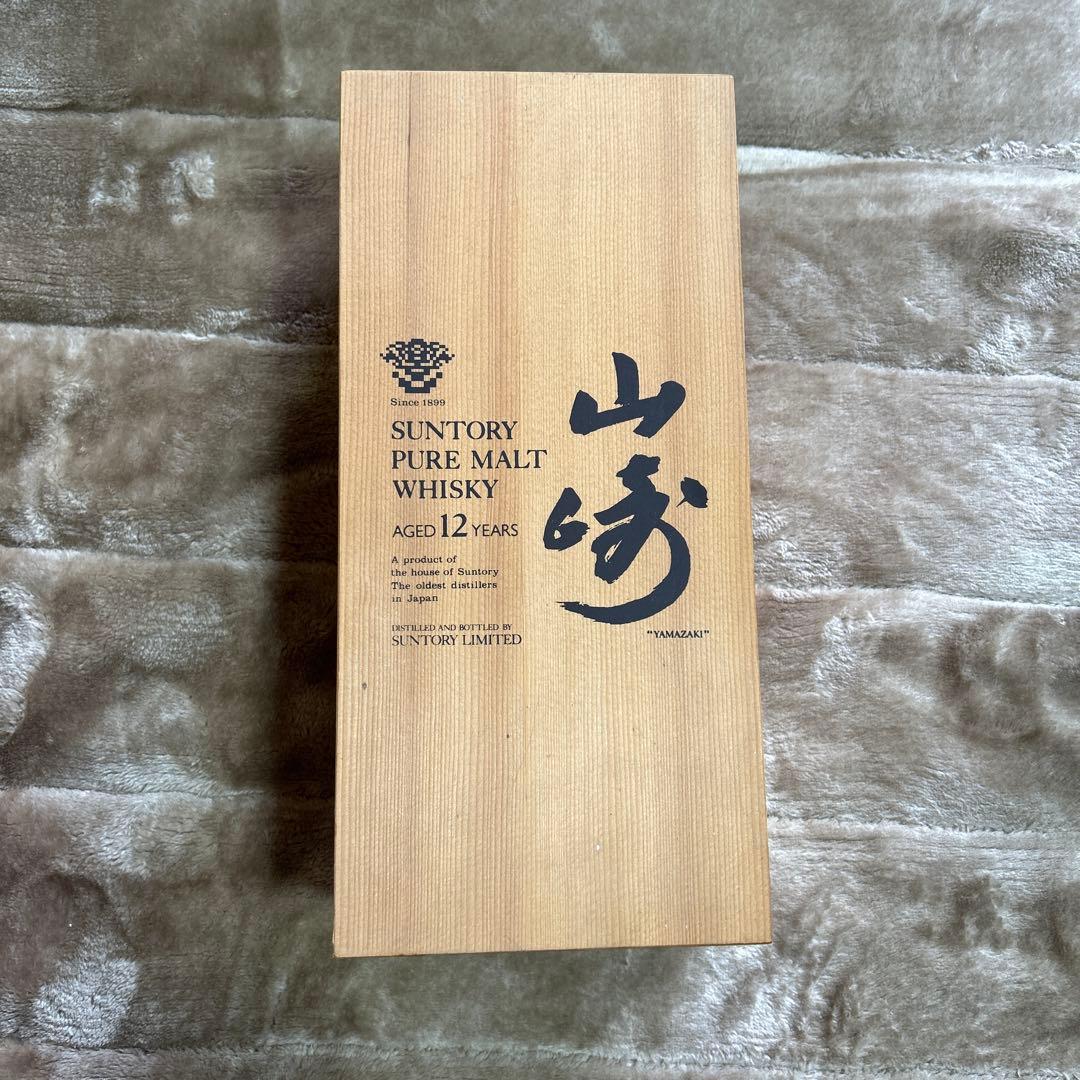 Since 1899
SUNTORY
PURE MALT
WHISKY
AGED 12 YEARS
A product of
the house of Suntory
The oldest distillers
in Japan
DISTILLED AND BOTTLED BY
SUNTORY LIMITED
山崎
"YAMAZAKI"